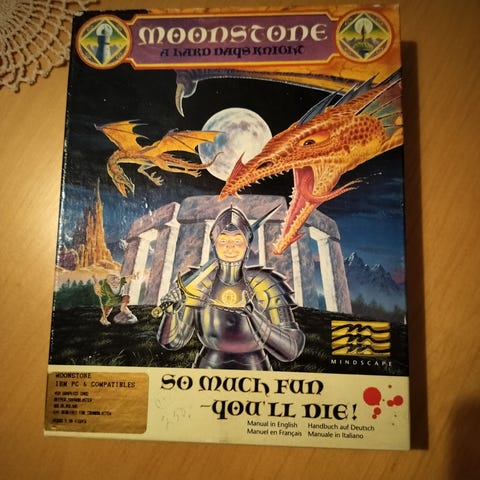 MOONSTONE
A HARD DAYS KNIGHT
MINDSCAPE
MOONSTONE
IBM PC & COMPATIBLES
SO MUCH FUN
-YOU'LL DIE!
Manual in English Handbuch auf Deutsch
Manuel en Français Manuale in Italiano